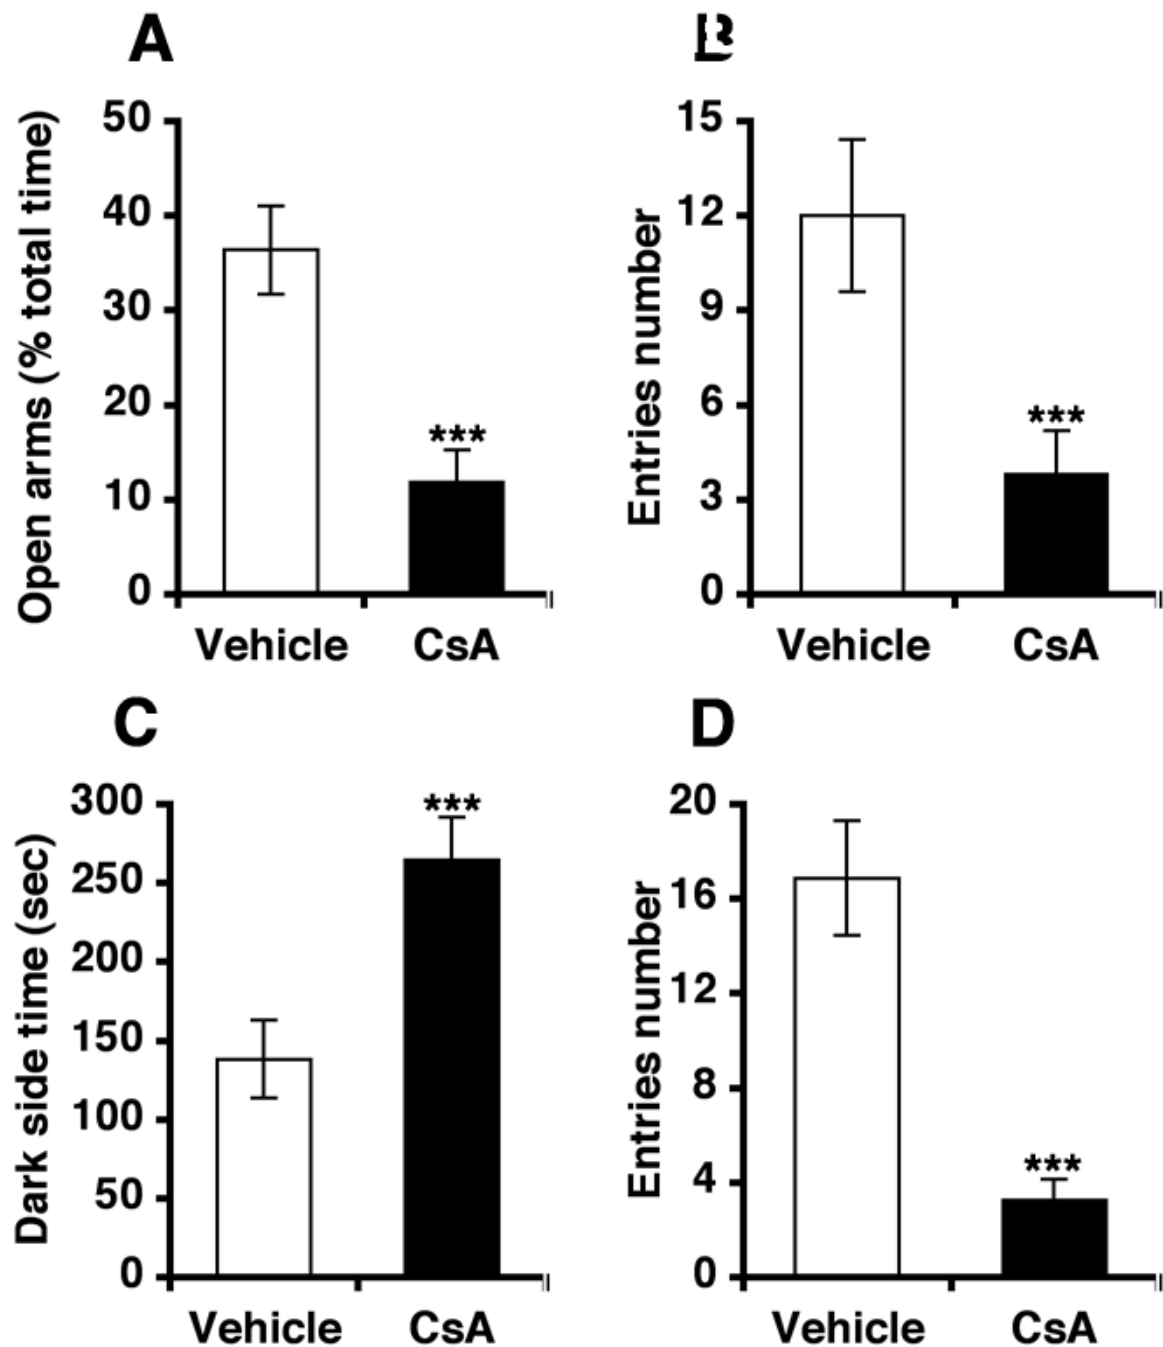 A
B
Open arms (% total time)
50
40
30
20
10
0
***
Vehicle
CsA
Entries number
15
12
9
6
3
0
***
Vehicle
CsA
C
D
Dark side time (sec)
300
250
200
150
100
50
0
***
Vehicle
CsA
Entries number
20
16
12
8
4
0
***
Vehicle
CsA